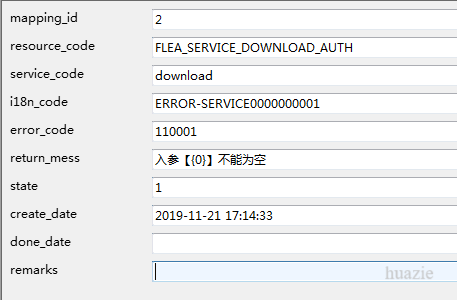 mapping_id 2
resource_code FLEA_SERVICE_DOWNLOAD_AUTH
service_code download
i18n_code ERROR-SERVICE0000000001
error_code 110001
return_mess 入参【{0}】不能为空
state 1
create_date 2019-11-21 17:14:33
done_date
remarks
huazie